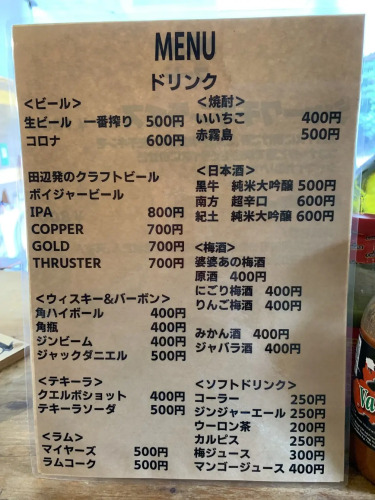 MENU
ドリンク
<ビール>
生ビール 一番搾り 500円
コロナ 600円
田辺発のクラフトビール
ボイジャービール
IPA 800円
COPPER 700円
GOLD 700円
THRUSTER 700円
<ウィスキー&バーボン>
角ハイボール 400円
角瓶 400円
ジンビーム 400円
ジャックダニエル 500円
<テキーラ>
クエルボショット 400円
テキーラソーダ 500円
<ラム>
マイヤーズ 500円
ラムコーク 500円
<焼酎>
いいちこ 400円
赤霧島 500円
<日本酒>
黒牛 純米大吟醸 500円
南方 超辛口 600円
紀土 純米大吟醸 600円
<梅酒>
婆婆あの梅酒
原酒 400円
にごり梅酒 400円
りんご梅酒 400円
みかん酒 400円
ジャバラ酒 400円
<ソフトドリンク>
コーラー 250円
ジンジャーエール 250円
ウーロン茶 200円
カルピス 250円
梅ジュース 300円
マンゴージュース 400円